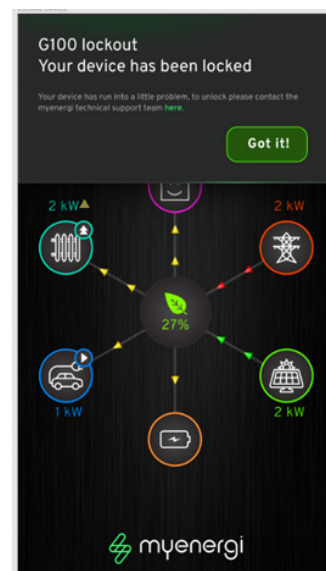 G100 lockout
Your device has been locked
Your device has run into a little problem, to unlock please contact the
myenergi technical support team here.
Got it!
2 kW
2 kW
27%
1 kW
2 kW
myenergi